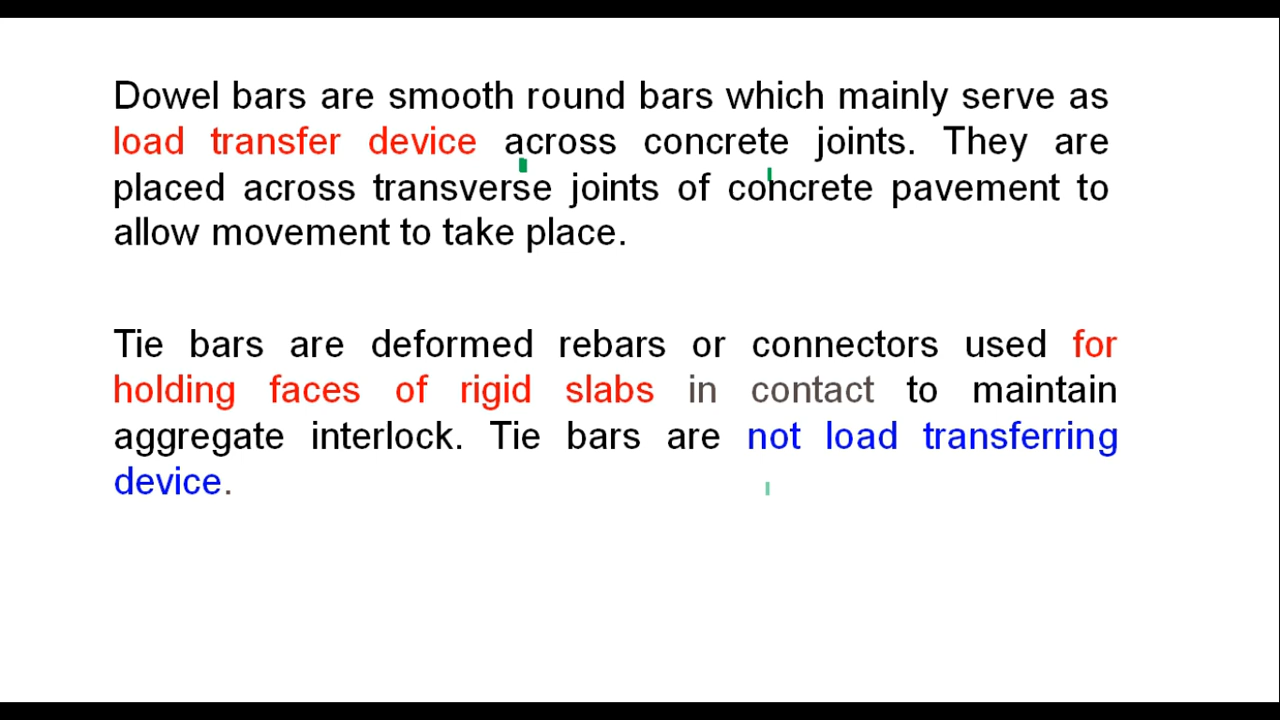 Dowel bars are smooth round bars which mainly serve as
load transfer device across concrete joints. They are
placed across transverse joints of concrete pavement to
allow movement to take place.
Tie bars are deformed rebars or connectors used for
holding faces of rigid slabs in contact to maintain
aggregate interlock. Tie bars are not load transferring
device.